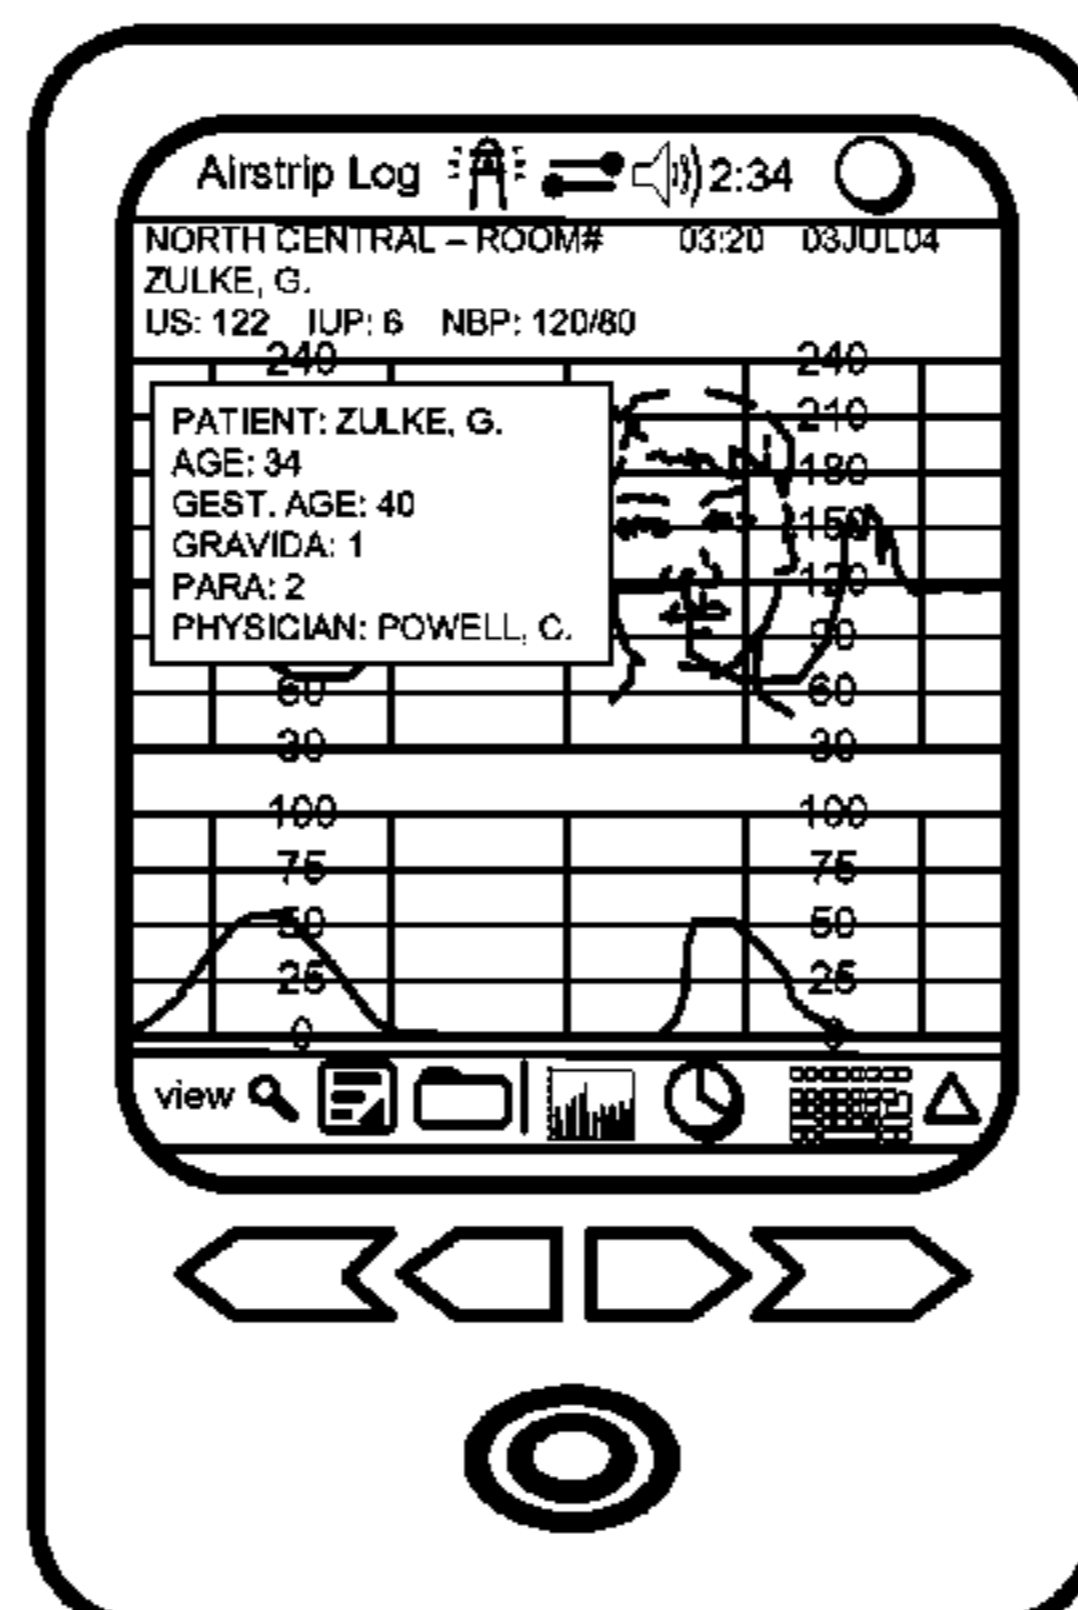 Airstrip Log 2:34
NORTH CENTRAL – ROOM# 03:20 03JUL04
ZULKE, G.
US: 122 IUP: 6 NBP: 120/80
240 240
PATIENT: ZULKE, G.
AGE: 34
GEST. AGE: 40
GRAVIDA: 1
PARA: 2
PHYSICIAN: POWELL, C.
210
180
150
120
90
60 60
30 30
100 100
75 75
50 50
25 25
0 0
view